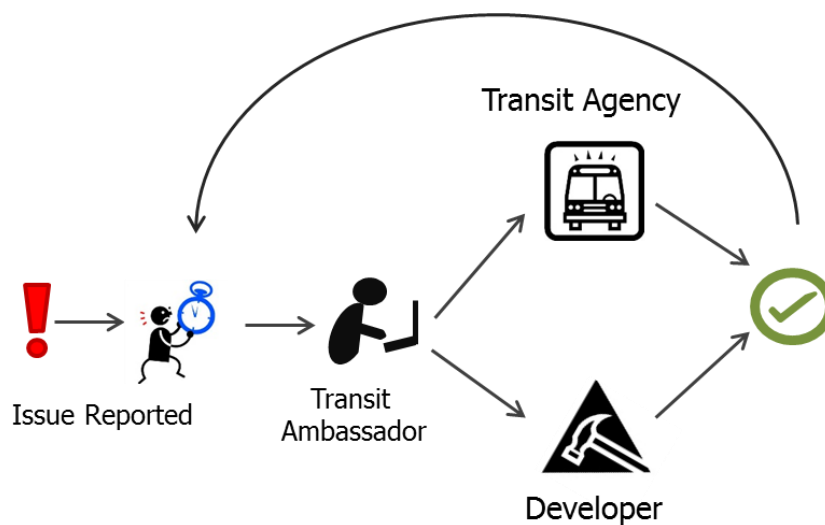 Transit Agency
Issue Reported
Transit
Ambassador
Developer